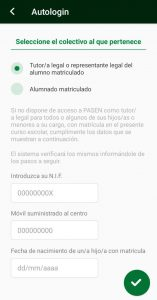 Autologin
Seleccione el colectivo al que pertenece
Tutor/a legal o representante legal del
alumno matriculado
Alumnado matriculado
Si no dispone de acceso a PASEN como tutor/
a legal para todos o algunos de sus hijos/as o
menores a su cargo, con matrícula en el presente
curso escolar, cumplimente los datos que se
muestran a continuación.
El sistema verificará los mismos informándole de
los pasos a seguir.
Introduzca su N.I.F.
00000000X
Móvil suministrado al centro
000000000
Fecha de nacimiento de un/a hijo/a con matrícula
dd/mm/aaaa